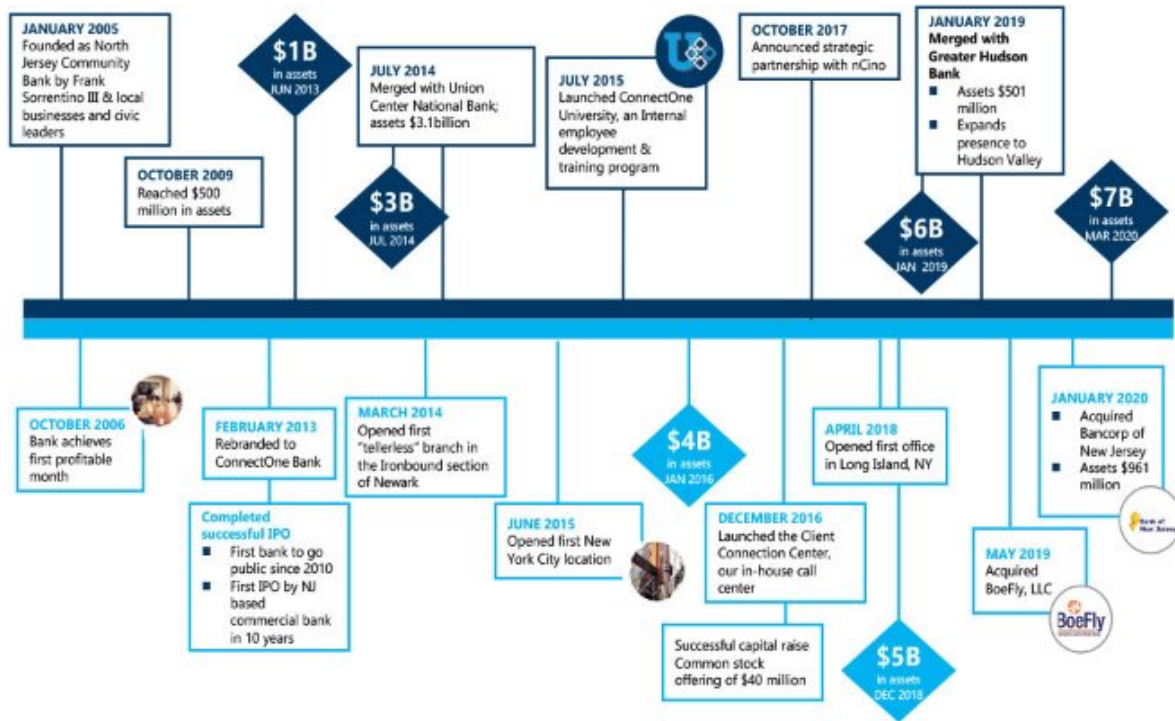 JANUARY 2005
Founded as North
Jersey Community
Bank by Frank
Sorrentino III & local
businesses and civic
leaders
OCTOBER 2009
Reached $500
million in assets
$1B
in assets
JUN 2013
JULY 2014
Merged with Union
Center National Bank;
assets $3.1billion
$3B
in assets
JUL 2014
U
JULY 2015
Launched ConnectOne
University, an Internal
employee
development &
training program
OCTOBER 2017
Announced strategic
partnership with nCino
JANUARY 2019
Merged with
Greater Hudson
Bank
■ Assets $501
million
■ Expands
presence to
Hudson Valley
$6B
in assets
JAN 2019
$7B
in assets
MAR 2020
OCTOBER 2006
Bank achieves
first profitable
month
FEBRUARY 2013
Rebranded to
ConnectOne Bank
Completed
successful IPO
■ First bank to go
public since 2010
■ First IPO by NJ
based
commercial bank
in 10 years
MARCH 2014
Opened first
"tellerless" branch in
the Ironbound section
of Newark
JUNE 2015
Opened first New
York City location
$4B
in assets
JAN 2016
DECEMBER 2016
Launched the Client
Connection Center,
our in-house call
center
Successful capital raise
Common stock
offering of $40 million
APRIL 2018
Opened first office
in Long Island, NY
$5B
in assets
DEC 2018
MAY 2019
Acquired
BoeFly, LLC
BoeFly
JANUARY 2020
■ Acquired
Bancorp of
New Jersey
■ Assets $961
million
Bank of
New Jersey